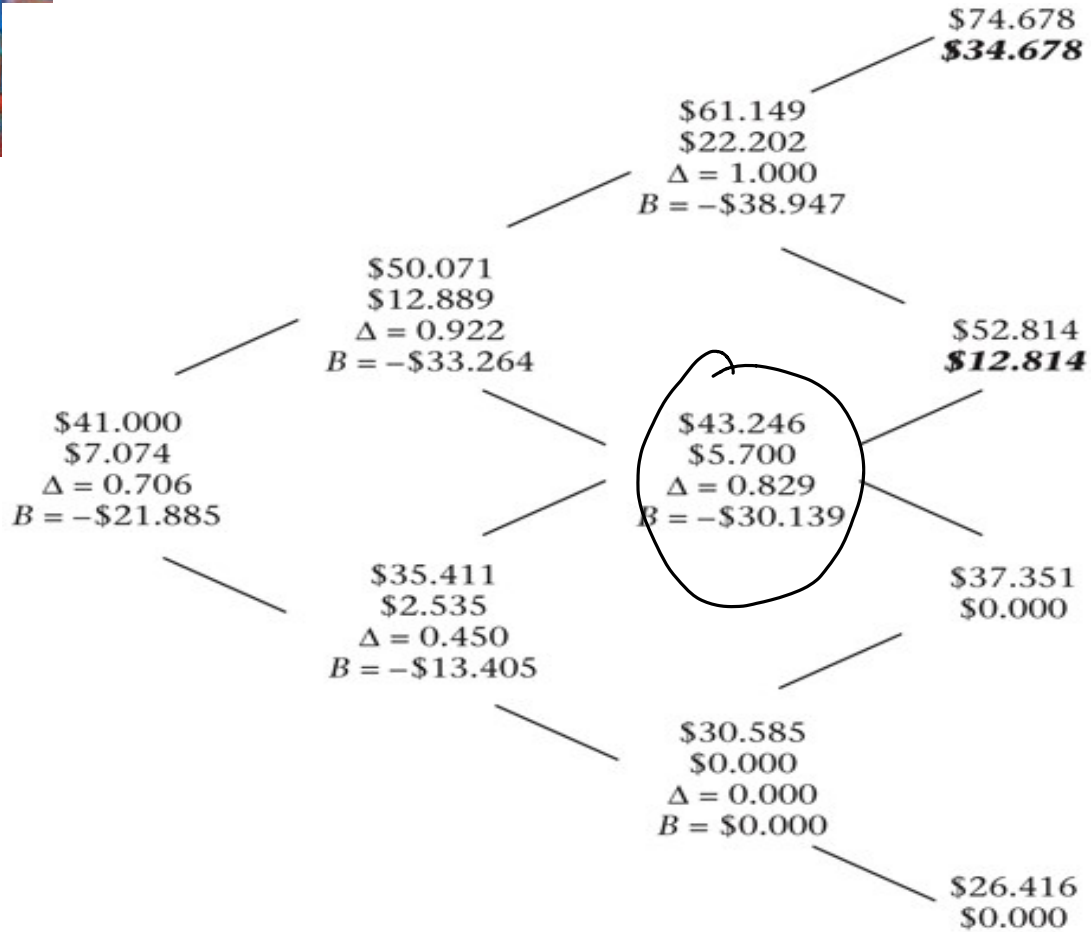 $74.678
$34.678
$61.149
$22.202
Δ = 1.000
B = –$38.947
$50.071
$12.889
Δ = 0.922
B = –$33.264
$52.814
$12.814
$41.000
$7.074
Δ = 0.706
B = –$21.885
$43.246
$5.700
Δ = 0.829
B = –$30.139
$35.411
$2.535
Δ = 0.450
B = –$13.405
$37.351
$0.000
$30.585
$0.000
Δ = 0.000
B = $0.000
$26.416
$0.000